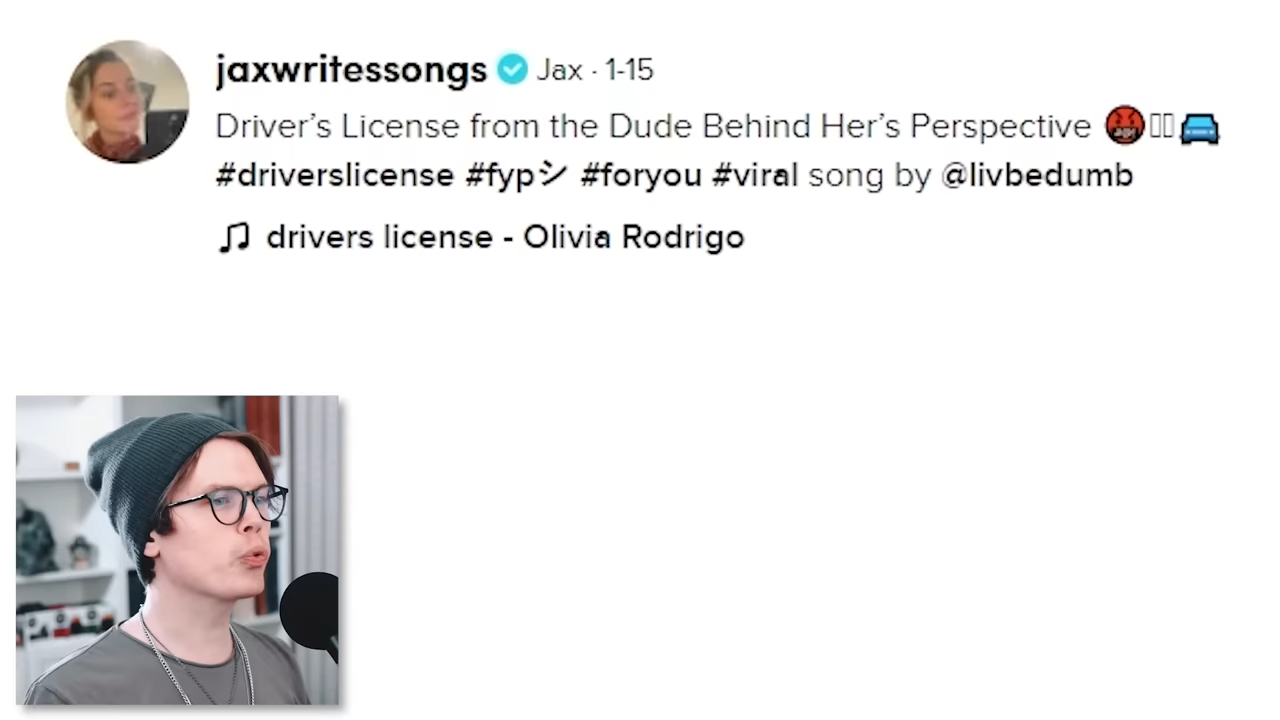 jaxwritessongs Jax · 1-15
Driver’s License from the Dude Behind Her’s Perspective 🤬▯▯🚘
#driverslicense #fypシ #foryou #viral song by @livbedumb
♫ drivers license - Olivia Rodrigo